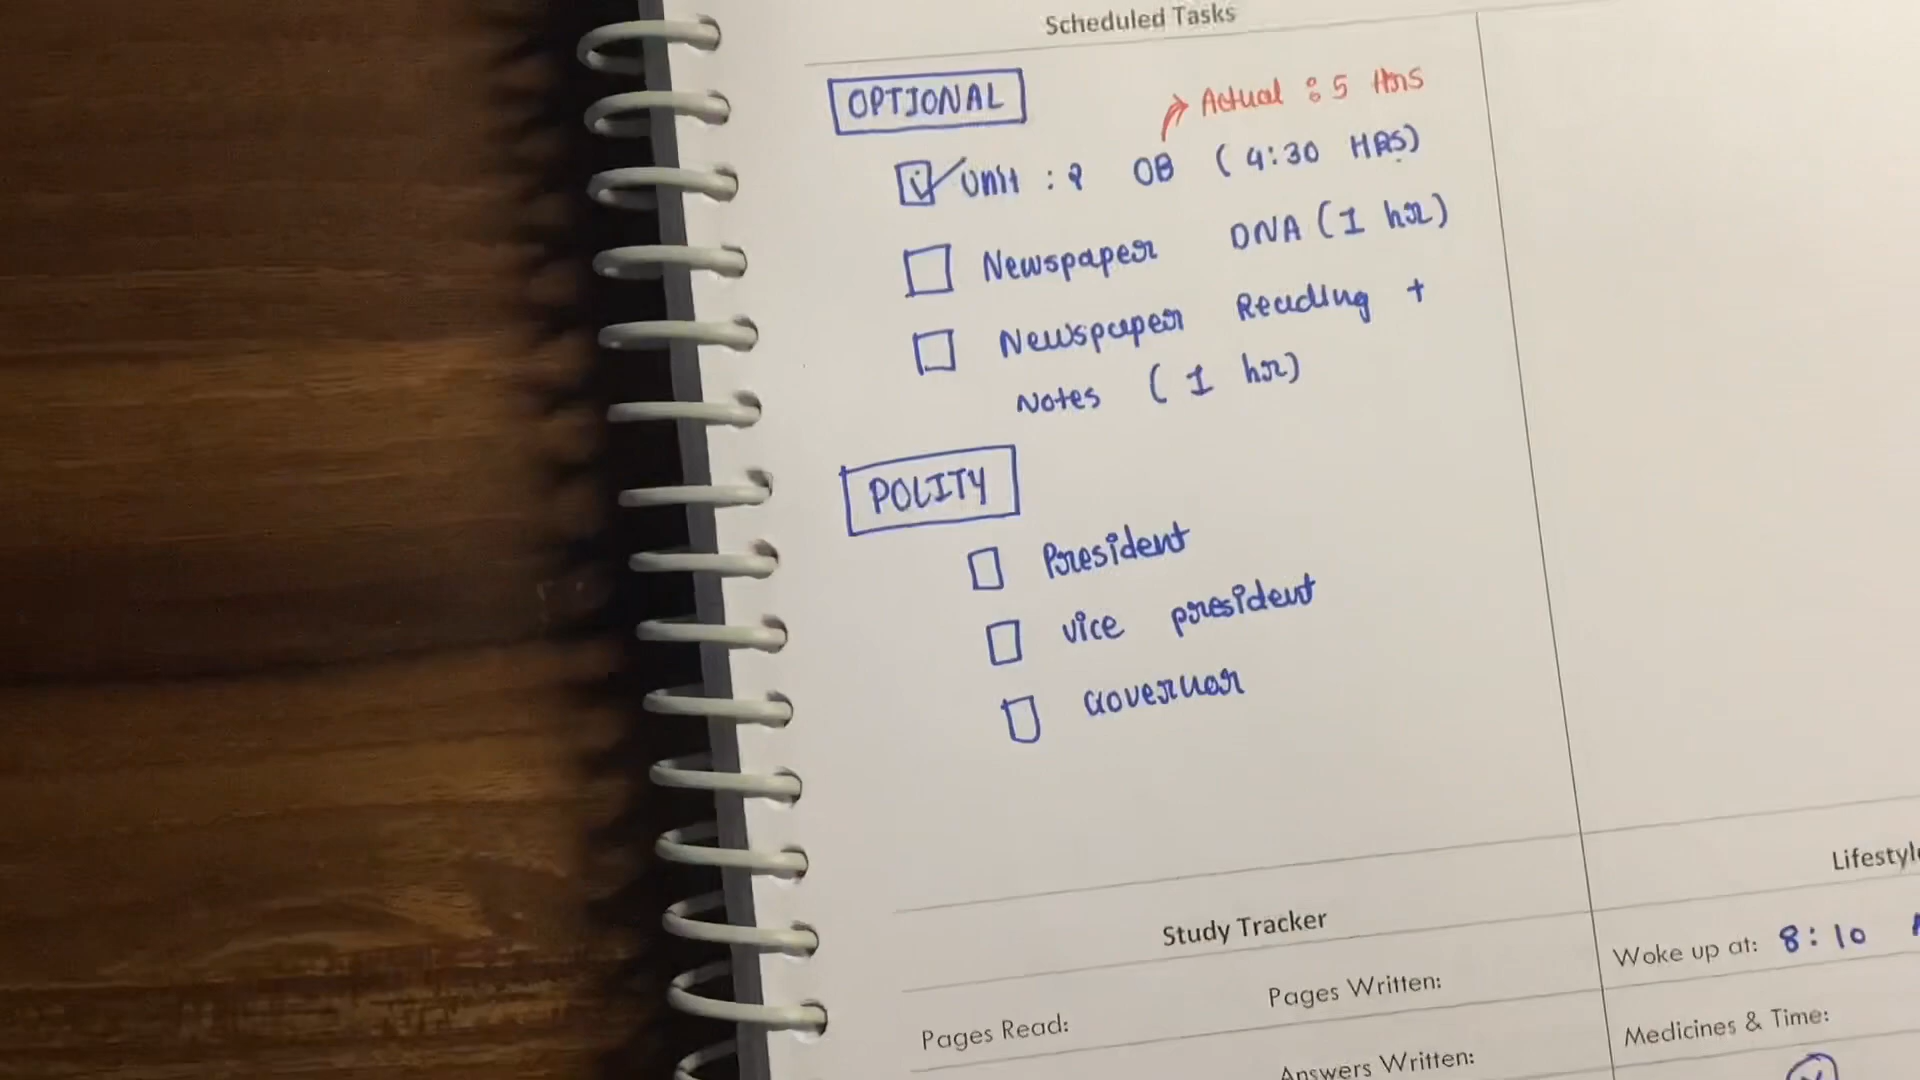 Scheduled Tasks
OPTIONAL
Actual : 5 Hrs
Unit : OB (4:30 HRS)
Newspaper DNA (1 hr)
Newspaper Reading +
Notes (1 hr)
POLITY
President
Vice president
Governor
Study Tracker
Lifestyle
Woke up at: 8:10
Pages Written:
Pages Read:
Medicines & Time:
Answers Written: